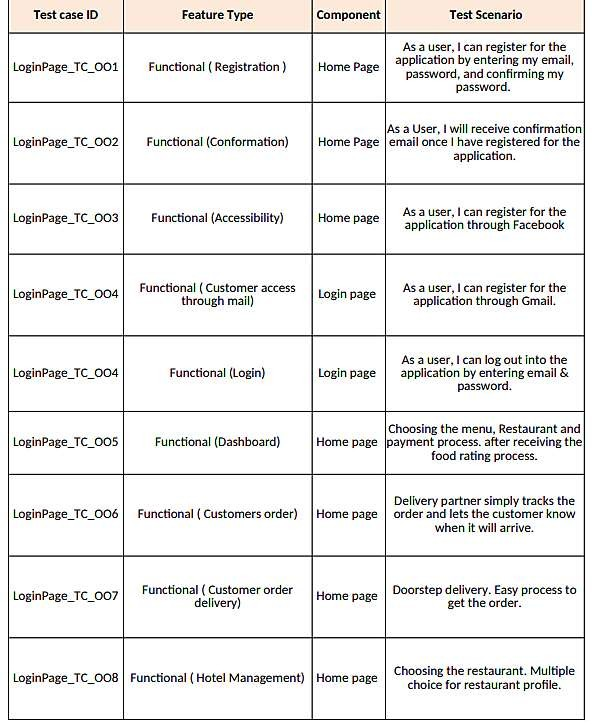 Test case ID Feature Type Component Test Scenario
LoginPage_TC_OO1 Functional ( Registration ) Home Page As a user, I can register for the
application by entering my email,
password, and confirming my
password.
LoginPage_TC_OO2 Functional (Conformation) Home Page As a User, I will receive confirmation
email once I have registered for the
application.
LoginPage_TC_OO3 Functional (Accessibility) Home page As a user, I can register for the
application through Facebook
LoginPage_TC_OO4 Functional ( Customer access
through mail) Login page As a user, I can register for the
application through Gmail.
LoginPage_TC_OO4 Functional (Login) Login page As a user, I can log out into the
application by entering email &
password.
LoginPage_TC_OO5 Functional (Dashboard) Home page Choosing the menu, Restaurant and
payment process. after receiving the
food rating process.
LoginPage_TC_OO6 Functional ( Customers order) Home page Delivery partner simply tracks the
order and lets the customer know
when it will arrive.
LoginPage_TC_OO7 Functional ( Customer order
delivery) Home page Doorstep delivery. Easy process to
get the order.
LoginPage_TC_OO8 Functional ( Hotel Management) Home page Choosing the restaurant. Multiple
choice for restaurant profile.